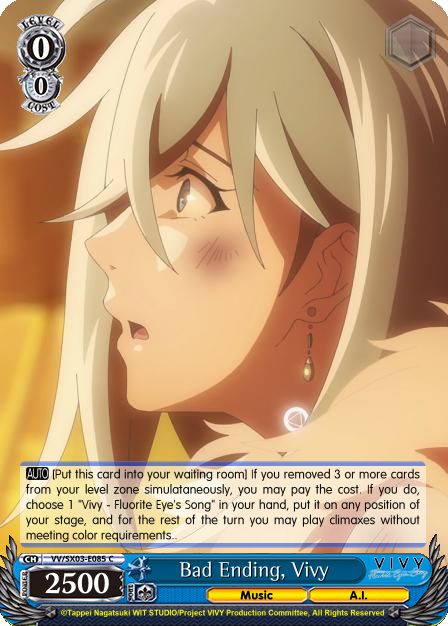 LEVEL
0
0
COST
AUTO [Put this card into your waiting room] If you removed 3 or more cards
from your level zone simulataneously, you may pay the cost. If you do,
choose 1 "Vivy - Fluorite Eye's Song" in your hand, put it on any position of
your stage, and for the rest of the turn you may play climaxes without
meeting color requirements..
CH VV/SX03-E085 C
POWER 2500 SOUL Bad Ending, Vivy VIVY
Fluorite Eye's Song
Music A.I.
©Tappei Nagatsuki WIT STUDIO/Project VIVY Production Committee, All Rights Reserved